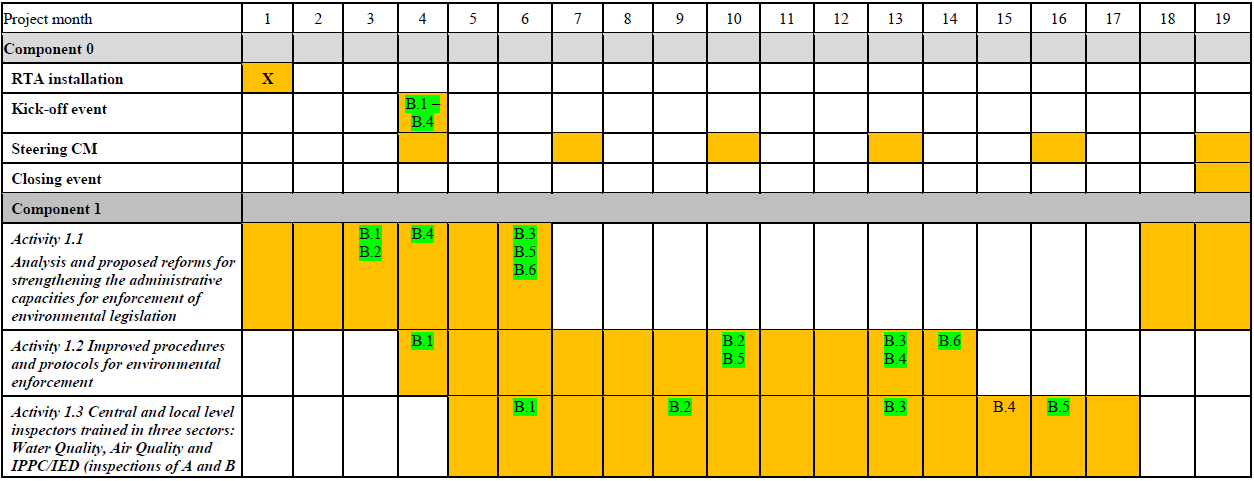 Project month 1 2 3 4 5 6 7 8 9 10 11 12 13 14 15 16 17 18 19
Component 0
RTA installation X
Kick-off event B.1 –
B.4
Steering CM
Closing event
Component 1
Activity 1.1 B.1 B.4 B.3
B.2 B.5
B.6
Analysis and proposed reforms for
strengthening the administrative
capacities for enforcement of
environmental legislation
Activity 1.2 Improved procedures B.1 B.2 B.3 B.6
and protocols for environmental B.5 B.4
enforcement
Activity 1.3 Central and local level B.1 B.2 B.3 B.4 B.5
inspectors trained in three sectors:
Water Quality, Air Quality and
IPPC/IED (inspections of A and B